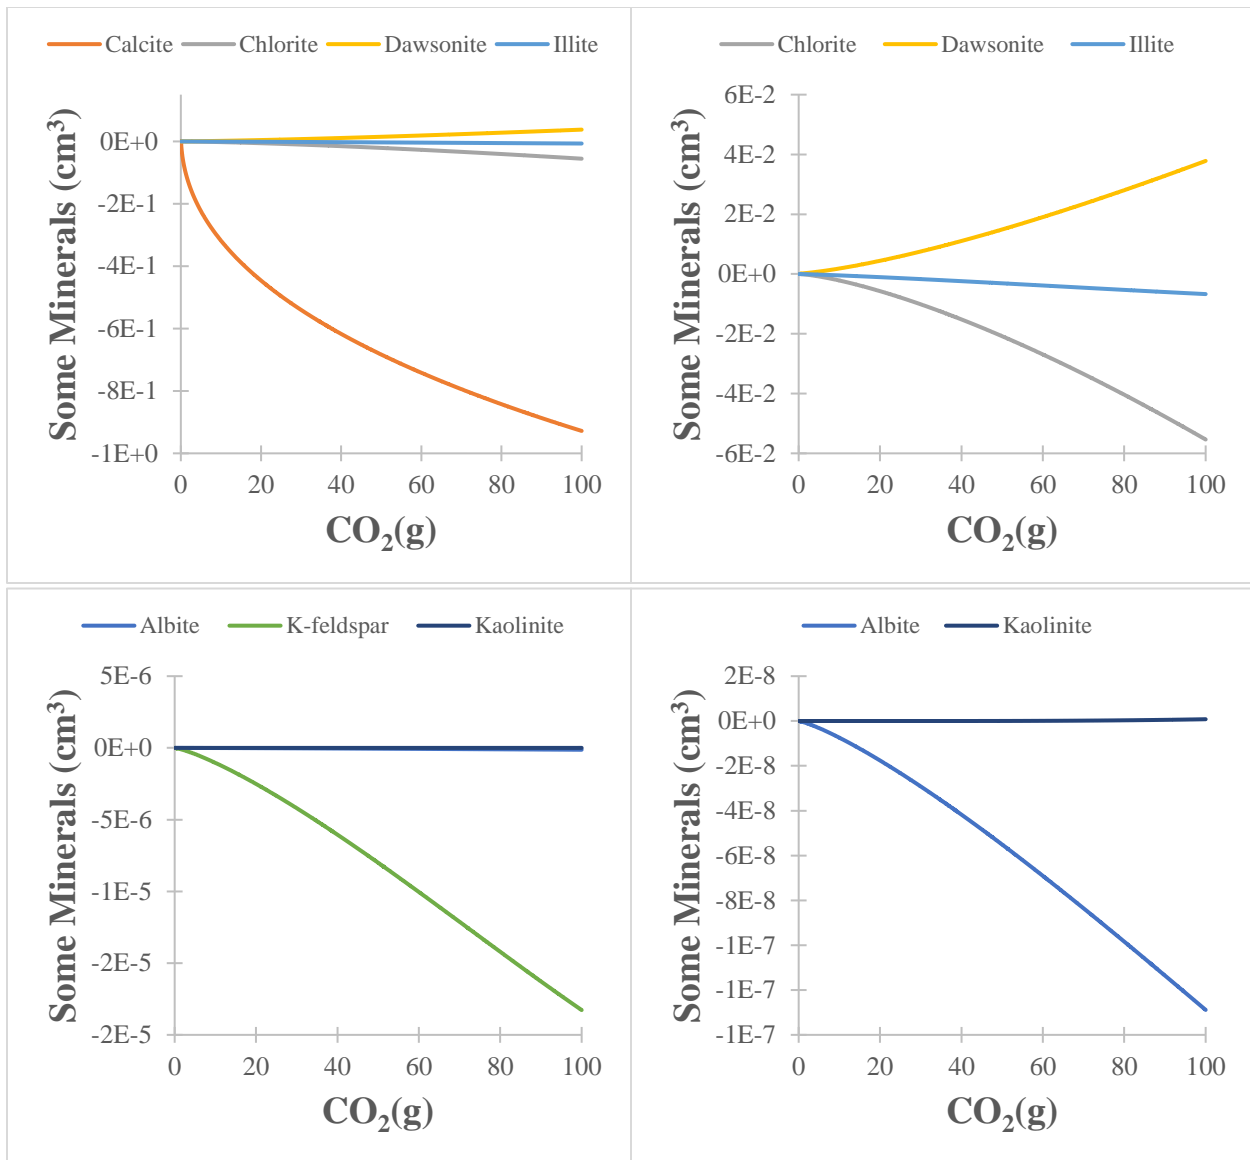 Calcite Chlorite Dawsonite Illite
Some Minerals (cm³)
0E+0
-2E-1
-4E-1
-6E-1
-8E-1
-1E+0
0 20 40 60 80 100
CO₂(g)
Chlorite Dawsonite Illite
Some Minerals (cm³)
6E-2
4E-2
2E-2
0E+0
-2E-2
-4E-2
-6E-2
0 20 40 60 80 100
CO₂(g)
Albite K-feldspar Kaolinite
Some Minerals (cm³)
5E-6
0E+0
-5E-6
-1E-5
-2E-5
-2E-5
0 20 40 60 80 100
CO₂(g)
Albite Kaolinite
Some Minerals (cm³)
2E-8
0E+0
-2E-8
-4E-8
-6E-8
-8E-8
-1E-7
-1E-7
-1E-7
0 20 40 60 80 100
CO₂(g)